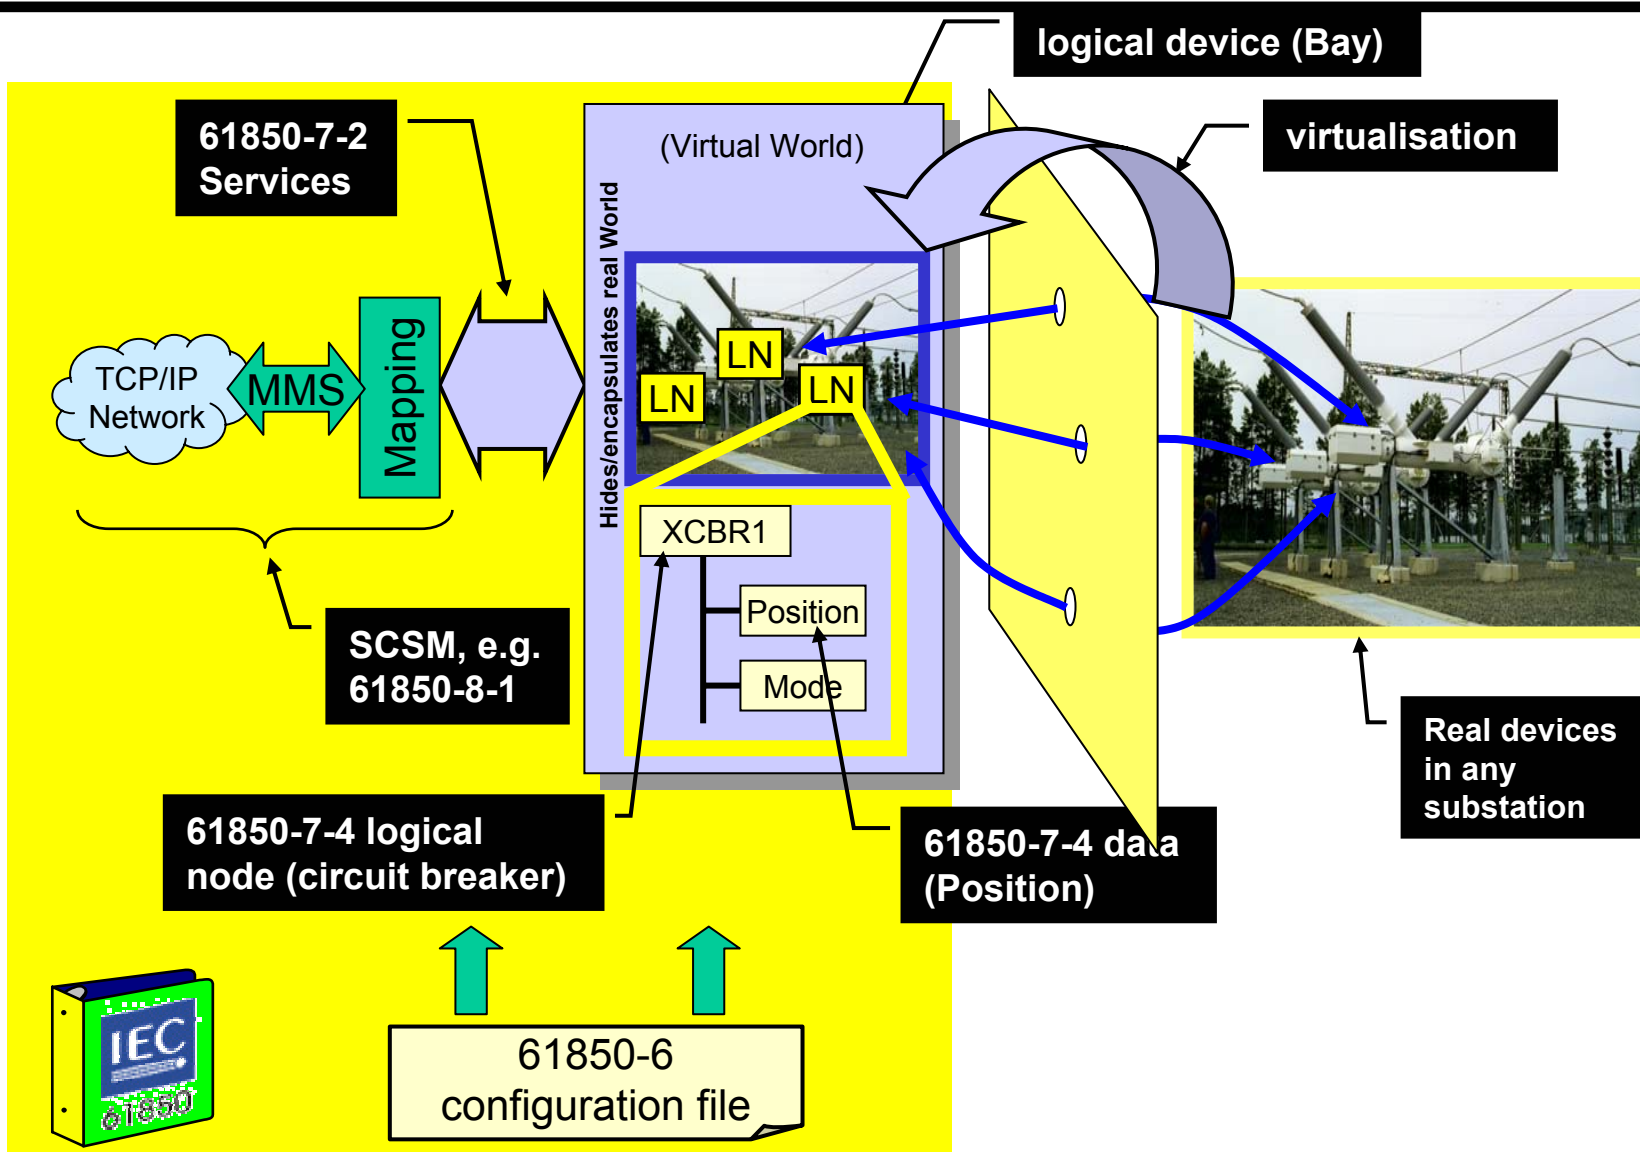 logical device (Bay)
61850-7-2
Services
(Virtual World)
virtualisation
Hides/encapsulates real World
TCP/IP
Network
MMS
Mapping
LN
LN
LN
XCBR1
Position
Mode
SCSM, e.g.
61850-8-1
Real devices
in any
substation
61850-7-4 logical
node (circuit breaker)
61850-7-4 data
(Position)
IEC
61850
61850-6
configuration file